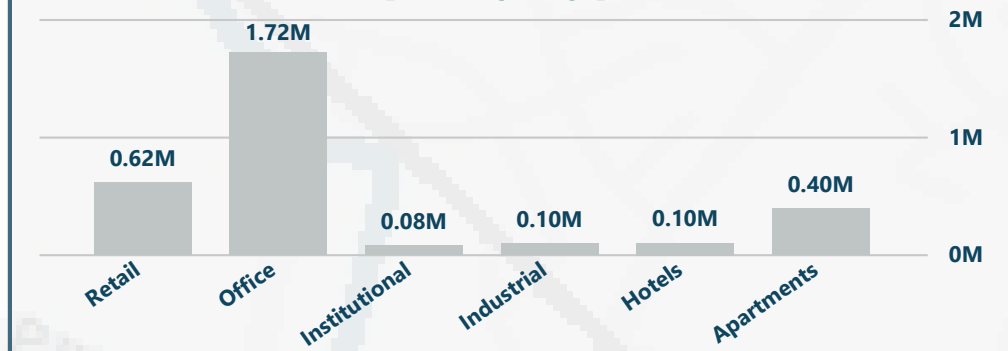 2M
1.72M
1M
0.62M
0.40M
0.08M
0.10M
0.10M
0M
Retail
Office
Institutional
Industrial
Hotels
Apartments